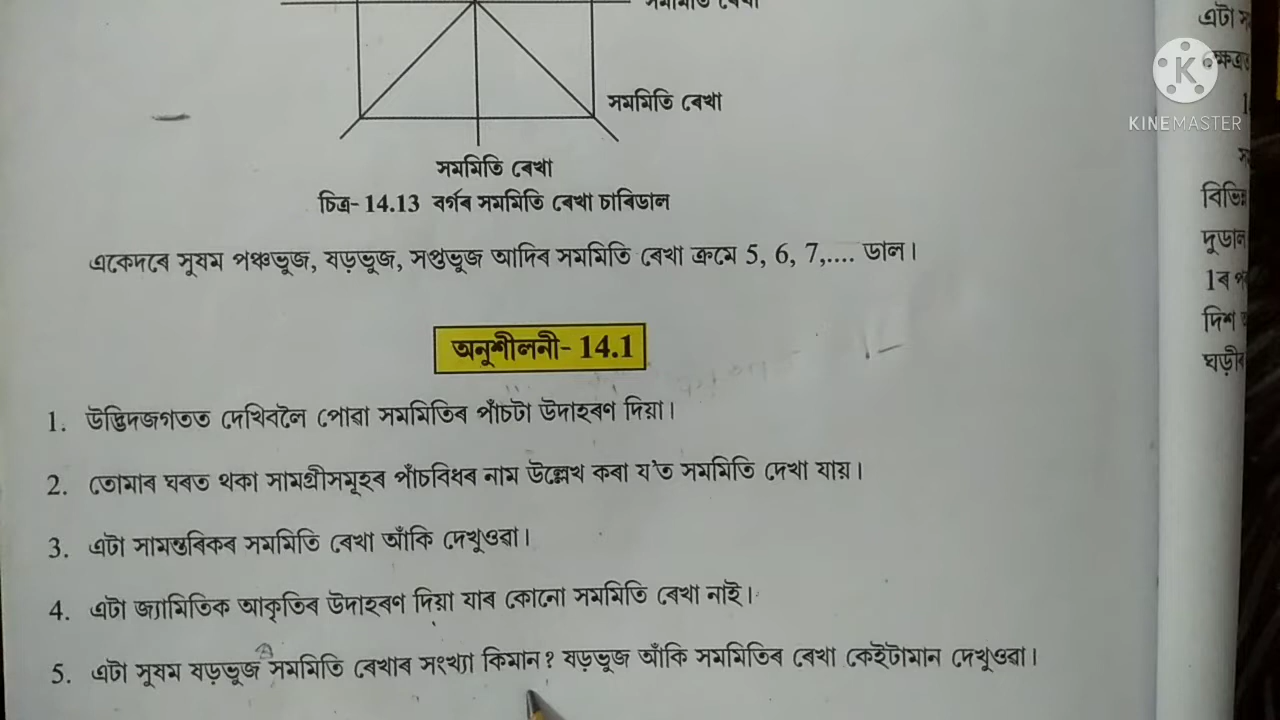 সমমিতি ৰেখা
সমমিতি ৰেখা
সমমিতি ৰেখা
চিত্ৰ- 14.13 বৰ্গৰ সমমিতি ৰেখা চাৰিডাল
একেদৰে সুষম পঞ্চভূজ, ষড়ভূজ, সপ্তভূজ আদিৰ সমমিতি ৰেখা ক্ৰমে 5, 6, 7,.... ডাল।
অনুশীলনী- 14.1
1. উদ্ভিদজগতত দেখিবলৈ পোৱা সমমিতিৰ পাঁচটা উদাহৰণ দিয়া।
2. তোমাৰ ঘৰত থকা সামগ্ৰীসমূহৰ পাঁচবিধৰ নাম উল্লেখ কৰা য'ত সমমিতি দেখা যায়।
3. এটা সামন্তৰিকৰ সমমিতি ৰেখা আঁকি দেখুওৱা।
4. এটা জ্যামিতিক আকৃতিৰ উদাহৰণ দিয়া যাৰ কোনো সমমিতি ৰেখা নাই।
5. এটা সুষম ষড়ভূজ সমমিতি ৰেখাৰ সংখ্যা কিমান? ষড়ভূজ আঁকি সমমিতিৰ ৰেখা কেইটামান দেখুওৱা।
এটা
বিভিন্ন
দুডাল
1ৰ
দিশ
ঘড়ীৰ
KINEMASTER